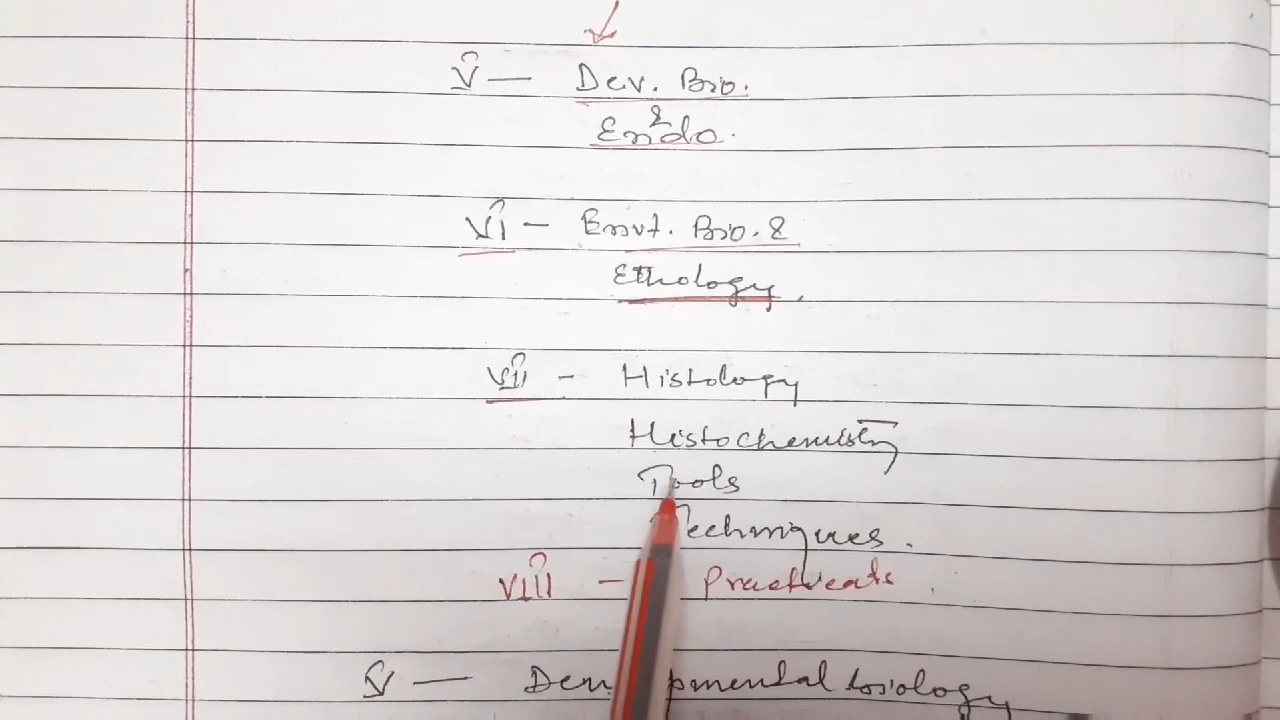 V — Dev. Bio.
&
Endo.
VI — Envt. Bio. &
Ethology.
VII - Histology
Histochemistry
Tools
Techniques.
VIII - Practicals
V — Developmental biology